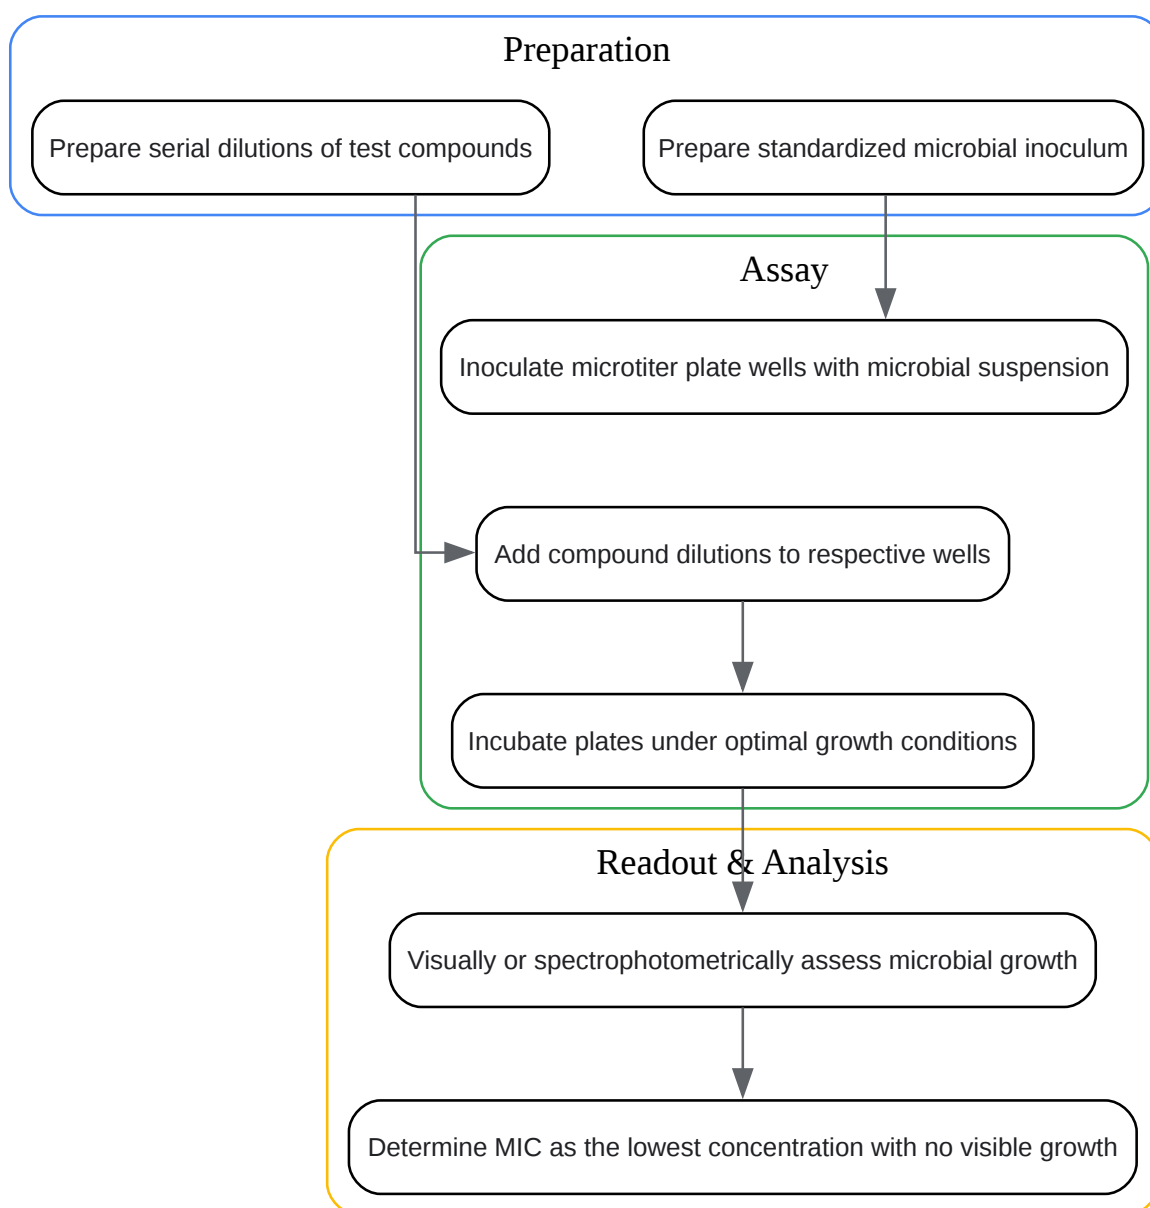 Preparation
Prepare serial dilutions of test compounds
Prepare standardized microbial inoculum
Assay
Inoculate microtiter plate wells with microbial suspension
Add compound dilutions to respective wells
Incubate plates under optimal growth conditions
Readout & Analysis
Visually or spectrophotometrically assess microbial growth
Determine MIC as the lowest concentration with no visible growth